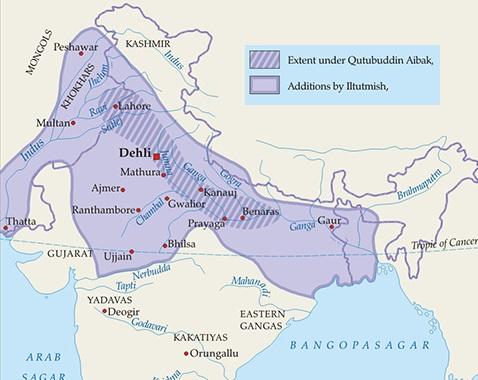 MONGOLS
Peshawar
KASHMIR
Indus
KHOKHARS
Jhelum
Extent under Qutubuddin Aibak,
Additions by Iltutmish,
Lahore
Ravi
Multan
Sutlej
Indus
Dehli
Jamuna
Ganga
Gogra
Mathura
Brahmaputra
Ajmer
Kanauj
Chambal
Gwalior
Ranthambore
Benaras
Prayaga
Gaur
Ganga
Thatta
Tropic of Cancer
GUJARAT
Ujjain
Bhilsa
Nerbudda
Tapti
Mahanadi
YADAVAS
Deogir
EASTERN
GANGAS
Godavari
KAKATIYAS
BANGOPASAGAR
ARAB
SAGAR
Orungallu
Krishna